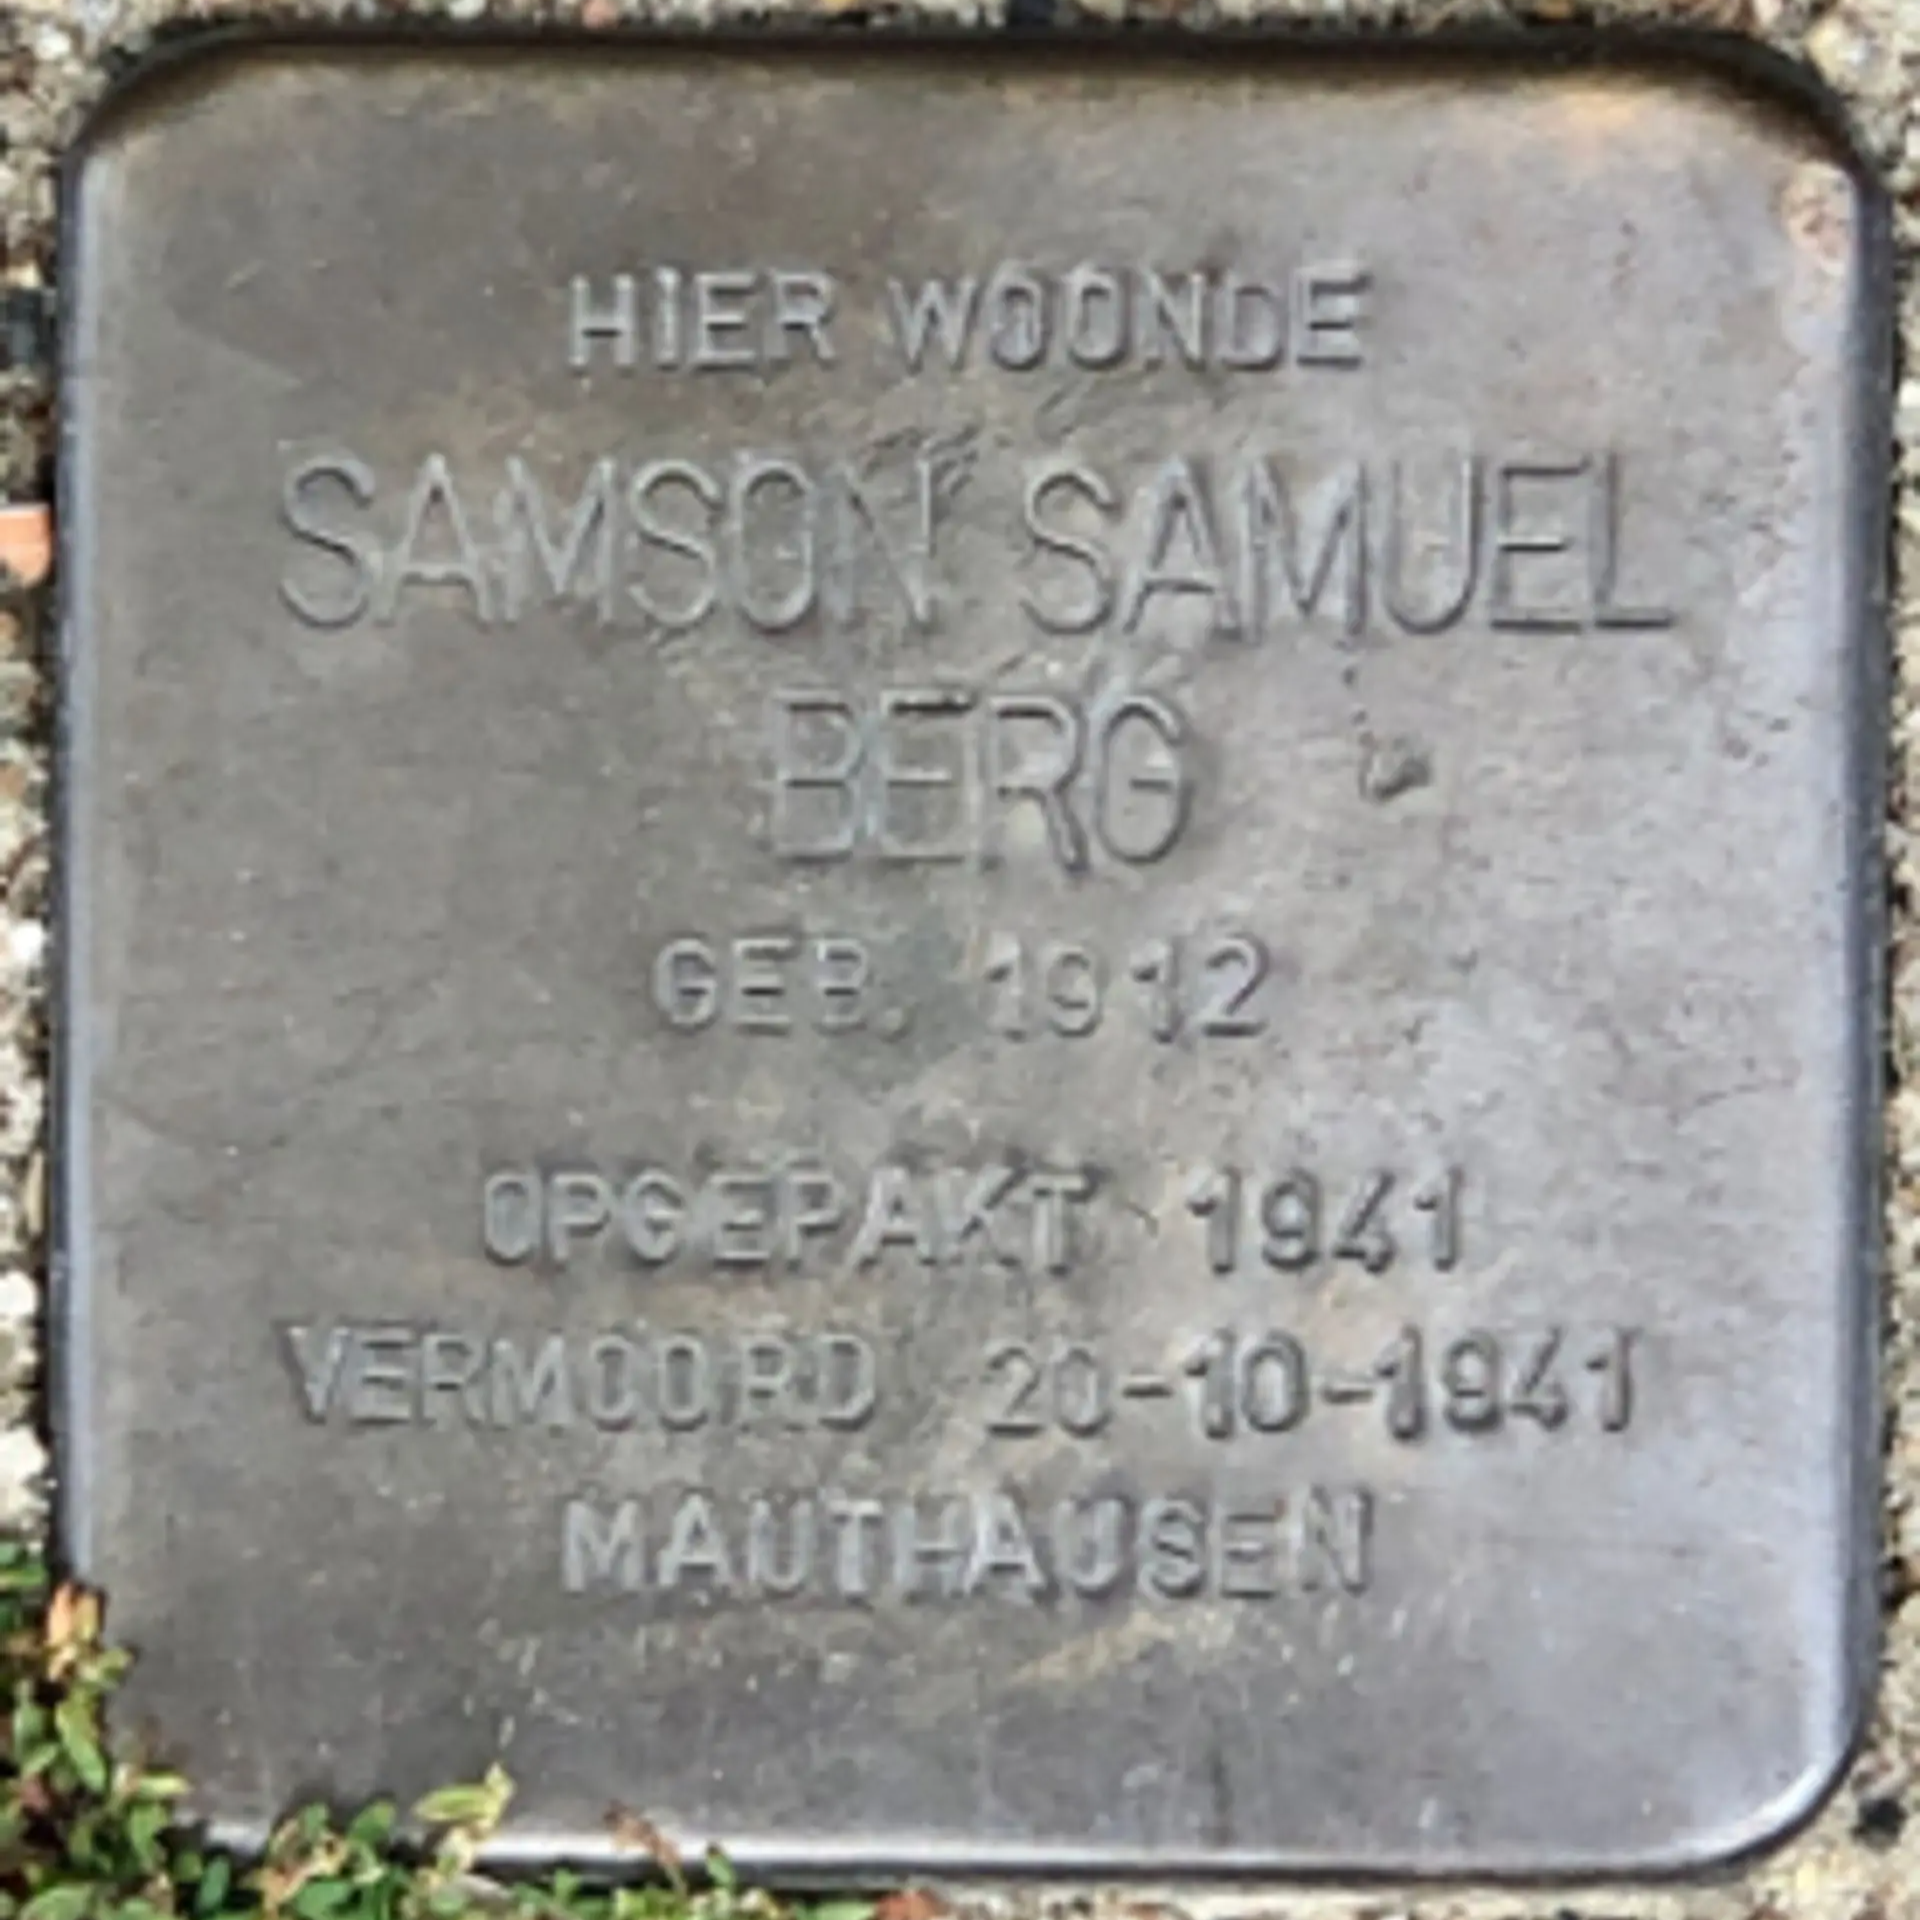 HIER WOONDE
SAMSON SAMUEL
BERG
GEB. 1912
OPGEPAKT 1941
VERMOORD 20-10-1941
MAUTHAUSEN